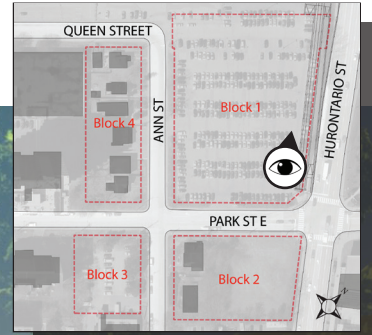 QUEEN STREET
Block 1
Block 4
ANN ST
HURONTARIO ST
PARK ST E
Block 3
Block 2
N